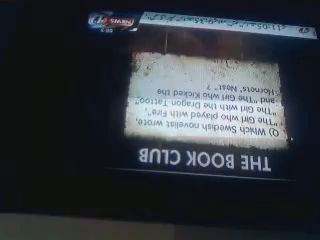 THE BOOK CLUB
Q) Which Swedish novelist wrote,
"The Girl who played with Fire",
"The Girl with the Dragon Tattoo"
and "The Girl who Kicked the
Hornets' Nest" ?
News